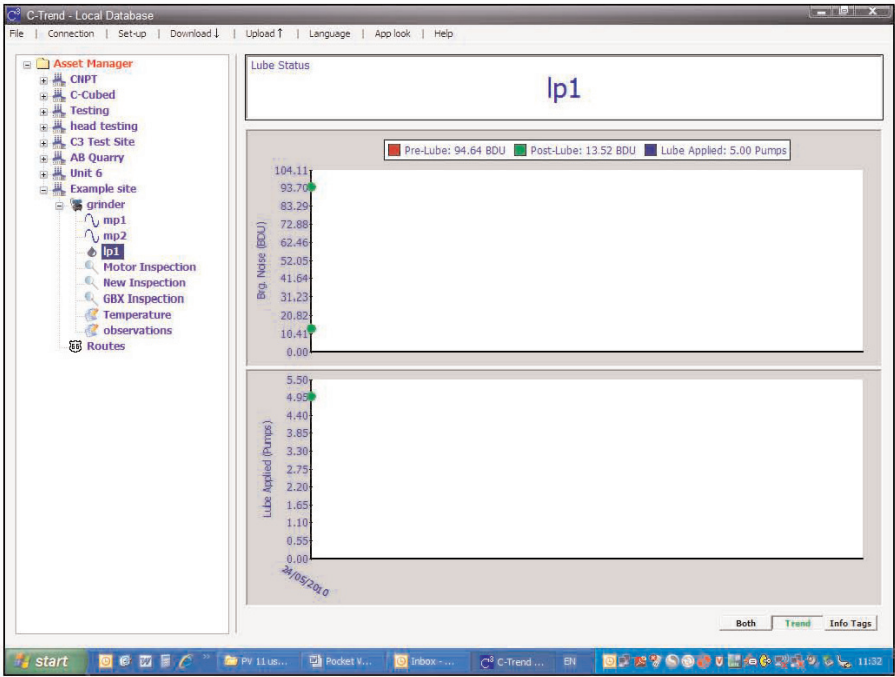 C-Trend - Local Database
File | Connection | Set-up | Download↓ | Upload↑ | Language | App look | Help
Asset Manager
CNPT
C-Cubed
Testing
head testing
C3 Test Site
AB Quarry
Unit 6
Example site
grinder
mp1
mp2
lp1
Motor Inspection
New Inspection
GBX Inspection
Temperature
observations
Routes
Lube Status
lp1
Pre-Lube: 94.64 BDU Post-Lube: 13.52 BDU Lube Applied: 5.00 Pumps
Brg. Noise (BDU)
104.11
93.70
83.29
72.88
62.46
52.05
41.64
31.23
20.82
10.41
0.00
Lube Applied (Pumps)
5.50
4.95
4.40
3.85
3.30
2.75
2.20
1.65
1.10
0.55
0.00
24/05/2010
Both Trend Info Tags
start PV 11 us... Pocket V... Inbox - ... C-Trend ... EN 11:32